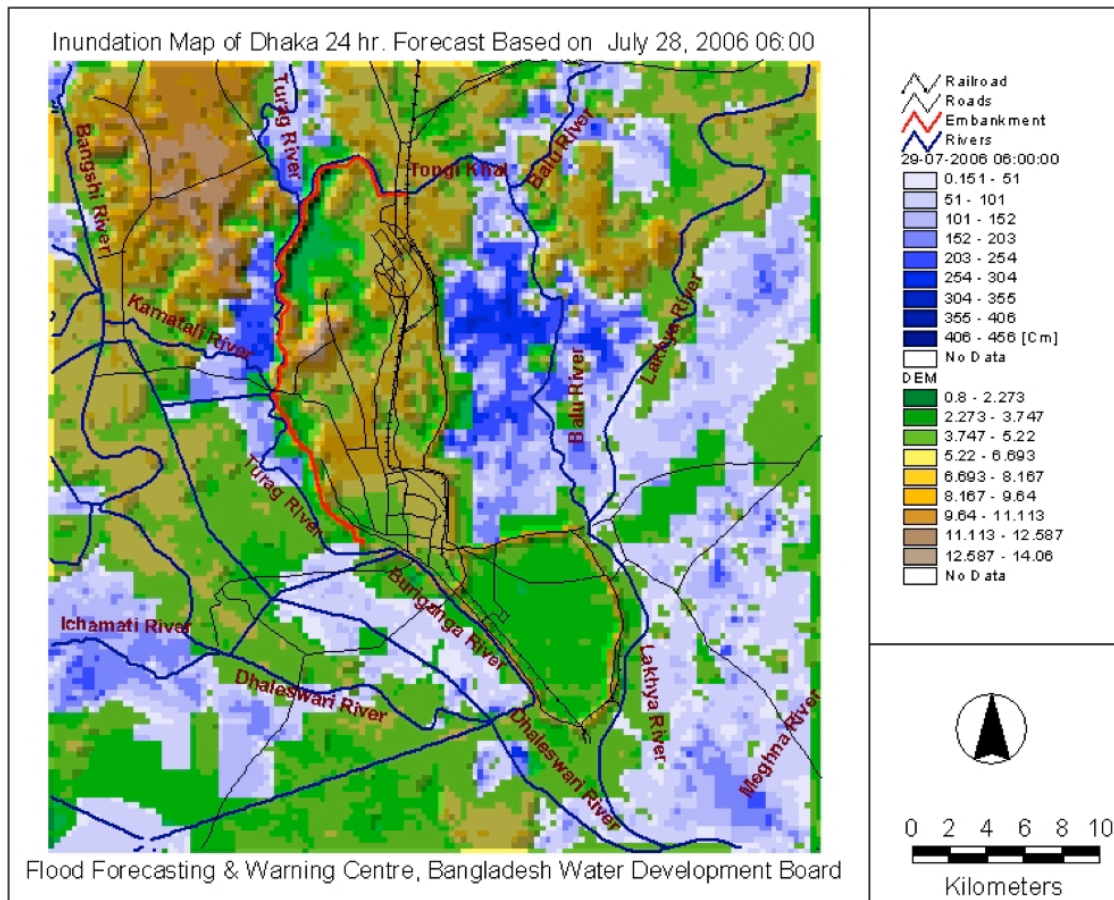 Inundation Map of Dhaka 24 hr. Forecast Based on July 28, 2006 06:00
Turag River
Bangshi River
Tongi Khal
Balu River
Kamatali River
Lakhya River
Balu River
Turag River
Buriganga River
Ichamati River
Dhaleswari River
Lakhya River
Dhaleswari River
Meghna River
Flood Forecasting & Warning Centre, Bangladesh Water Development Board
Railroad
Roads
Embankment
Rivers
29-07-2006 06:00:00
0.151 - 51
51 - 101
101 - 152
152 - 203
203 - 254
254 - 304
304 - 355
355 - 406
406 - 456 [Cm]
No Data
DEM
0.8 - 2.273
2.273 - 3.747
3.747 - 5.22
5.22 - 6.693
6.693 - 8.167
8.167 - 9.64
9.64 - 11.113
11.113 - 12.587
12.587 - 14.06
No Data
0 2 4 6 8 10
Kilometers